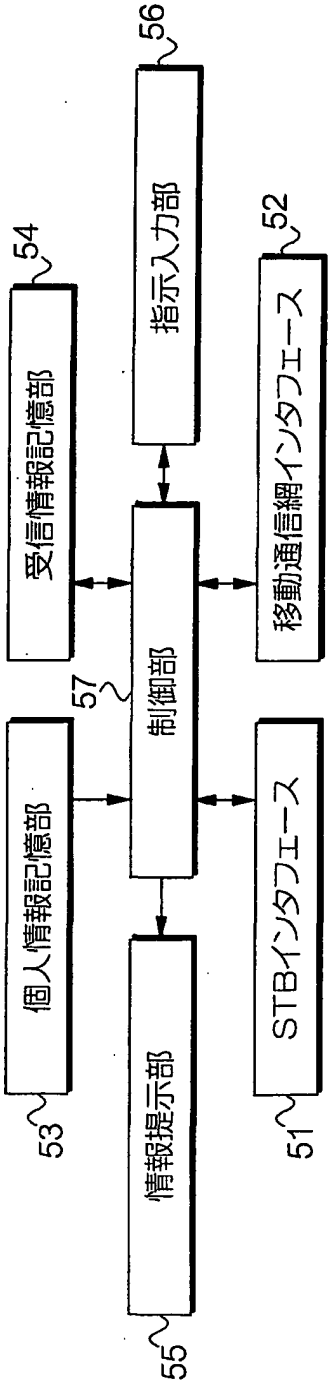 53
個人情報記憶部
54
受信情報記憶部
55
情報提示部
57
制御部
56
指示入力部
51
STBインタフェース
52
移動通信網インタフェース